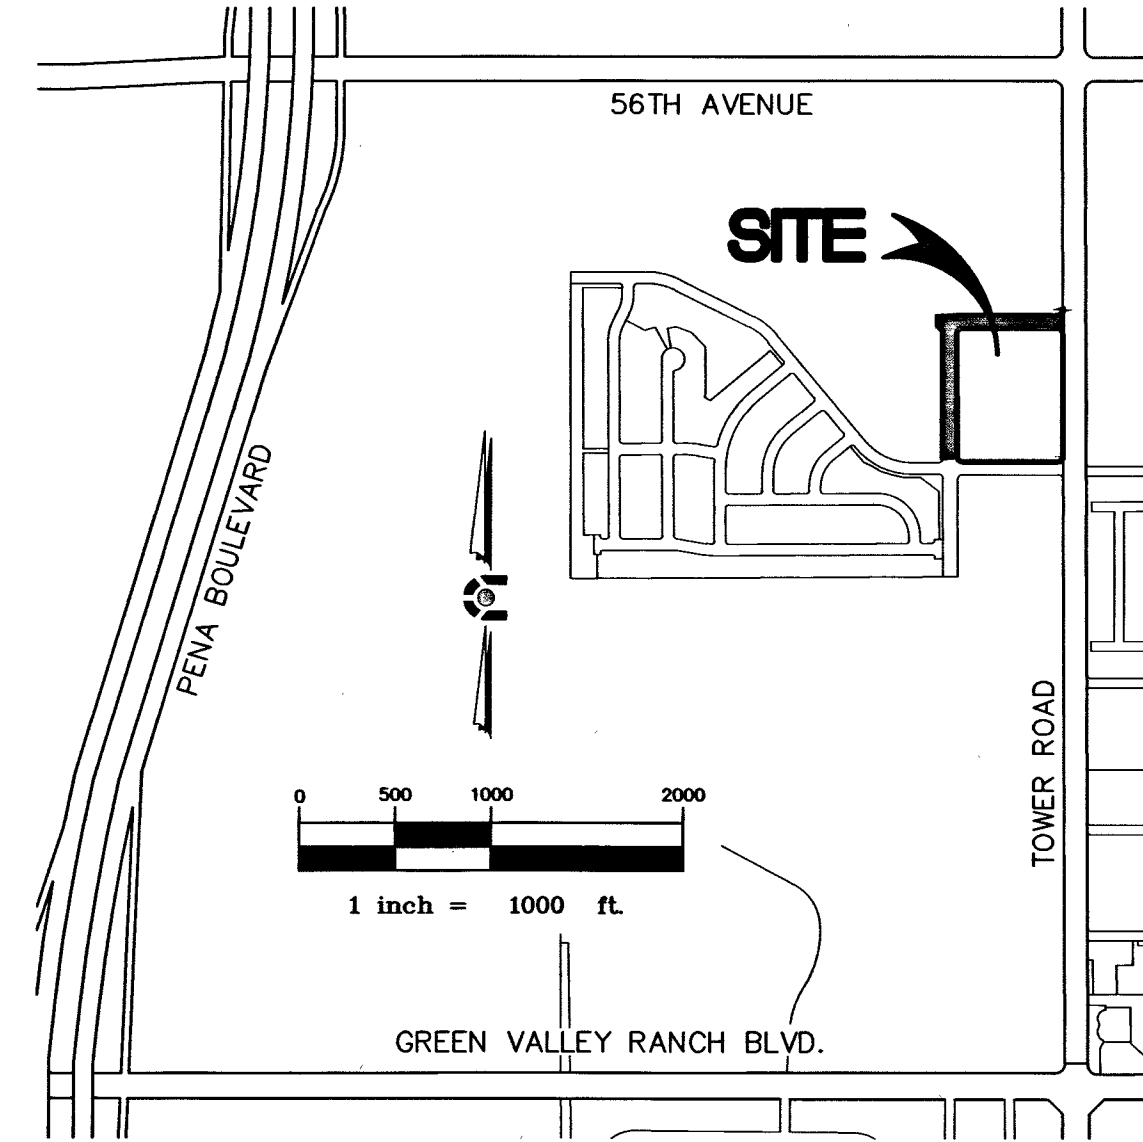 56TH AVENUE
SITE
PENA BOULEVARD
TOWER ROAD
0 500 1000 2000
1 inch = 1000 ft.
GREEN VALLEY RANCH BLVD.